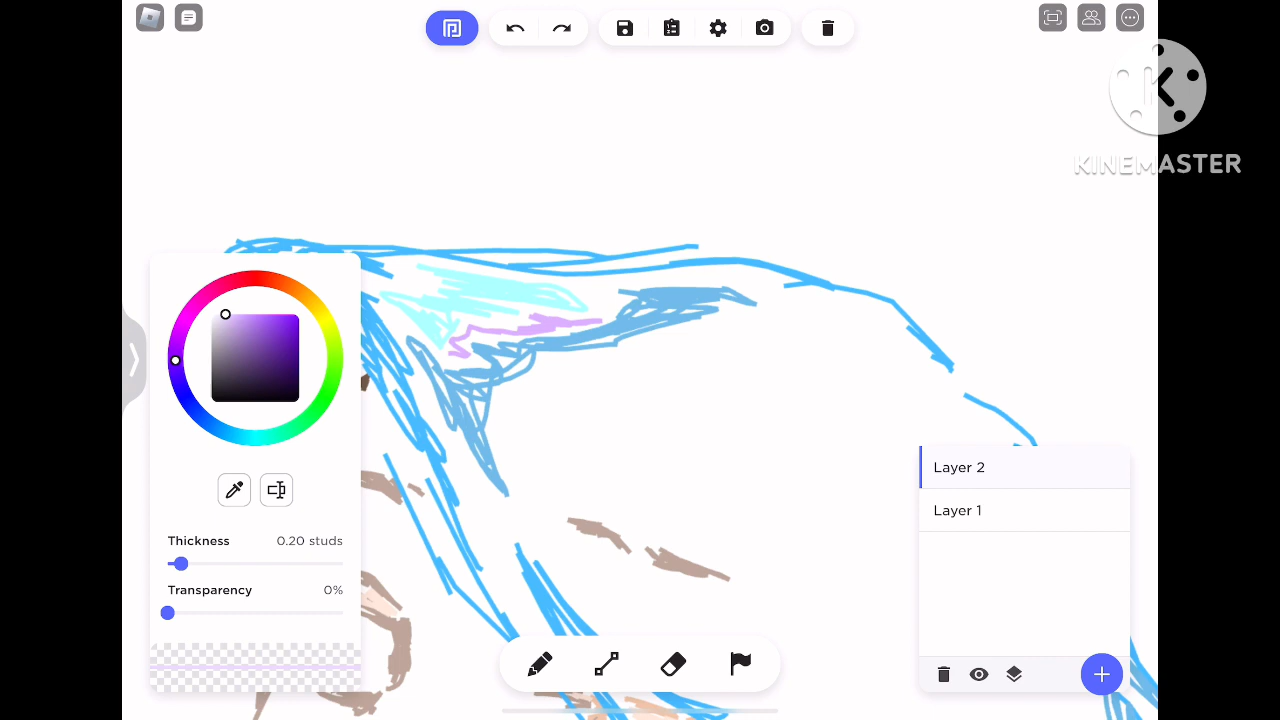 KINEMASTER
Layer 2
Layer 1
Thickness 0.20 studs
Transparency 0%